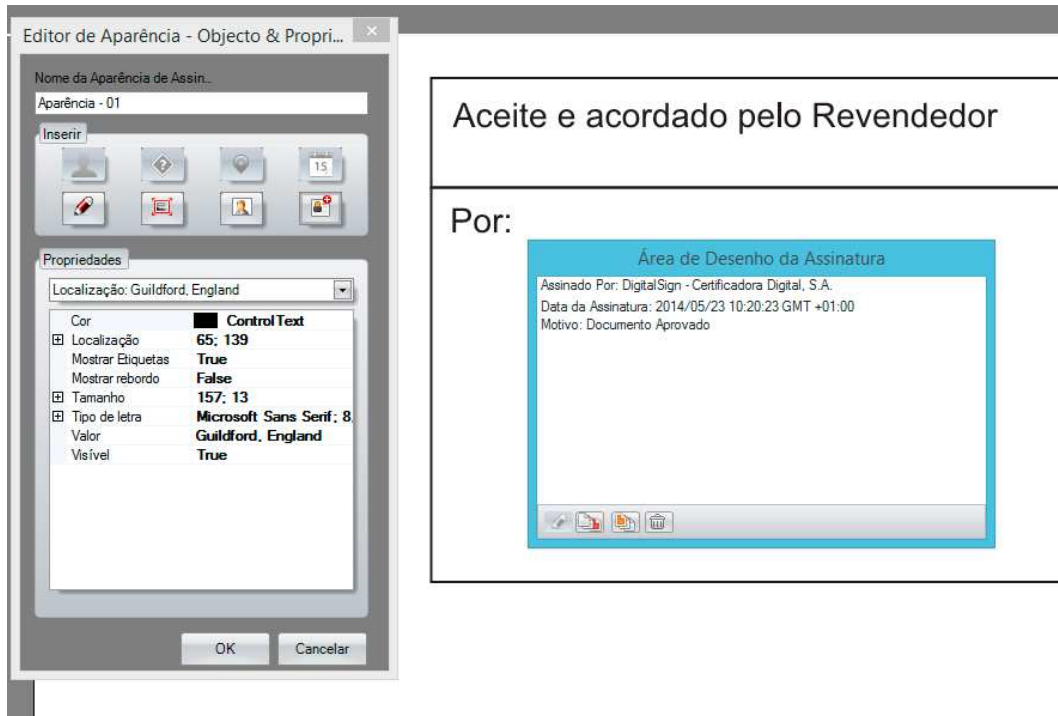 Editor de Aparência - Objecto & Propri...
Nome da Aparência de Assin..
Aparência - 01
Inserir
15
Propriedades
Localização: Guildford, England
Cor ControlText
Localização 65; 139
Mostrar Etiquetas True
Mostrar rebordo False
Tamanho 157; 13
Tipo de letra Microsoft Sans Serif; 8,
Valor Guildford, England
Visível True
OK Cancelar
Aceite e acordado pelo Revendedor
Por:
Área de Desenho da Assinatura
Assinado Por: DigitalSign - Certificadora Digital, S.A.
Data da Assinatura: 2014/05/23 10:20:23 GMT +01:00
Motivo: Documento Aprovado